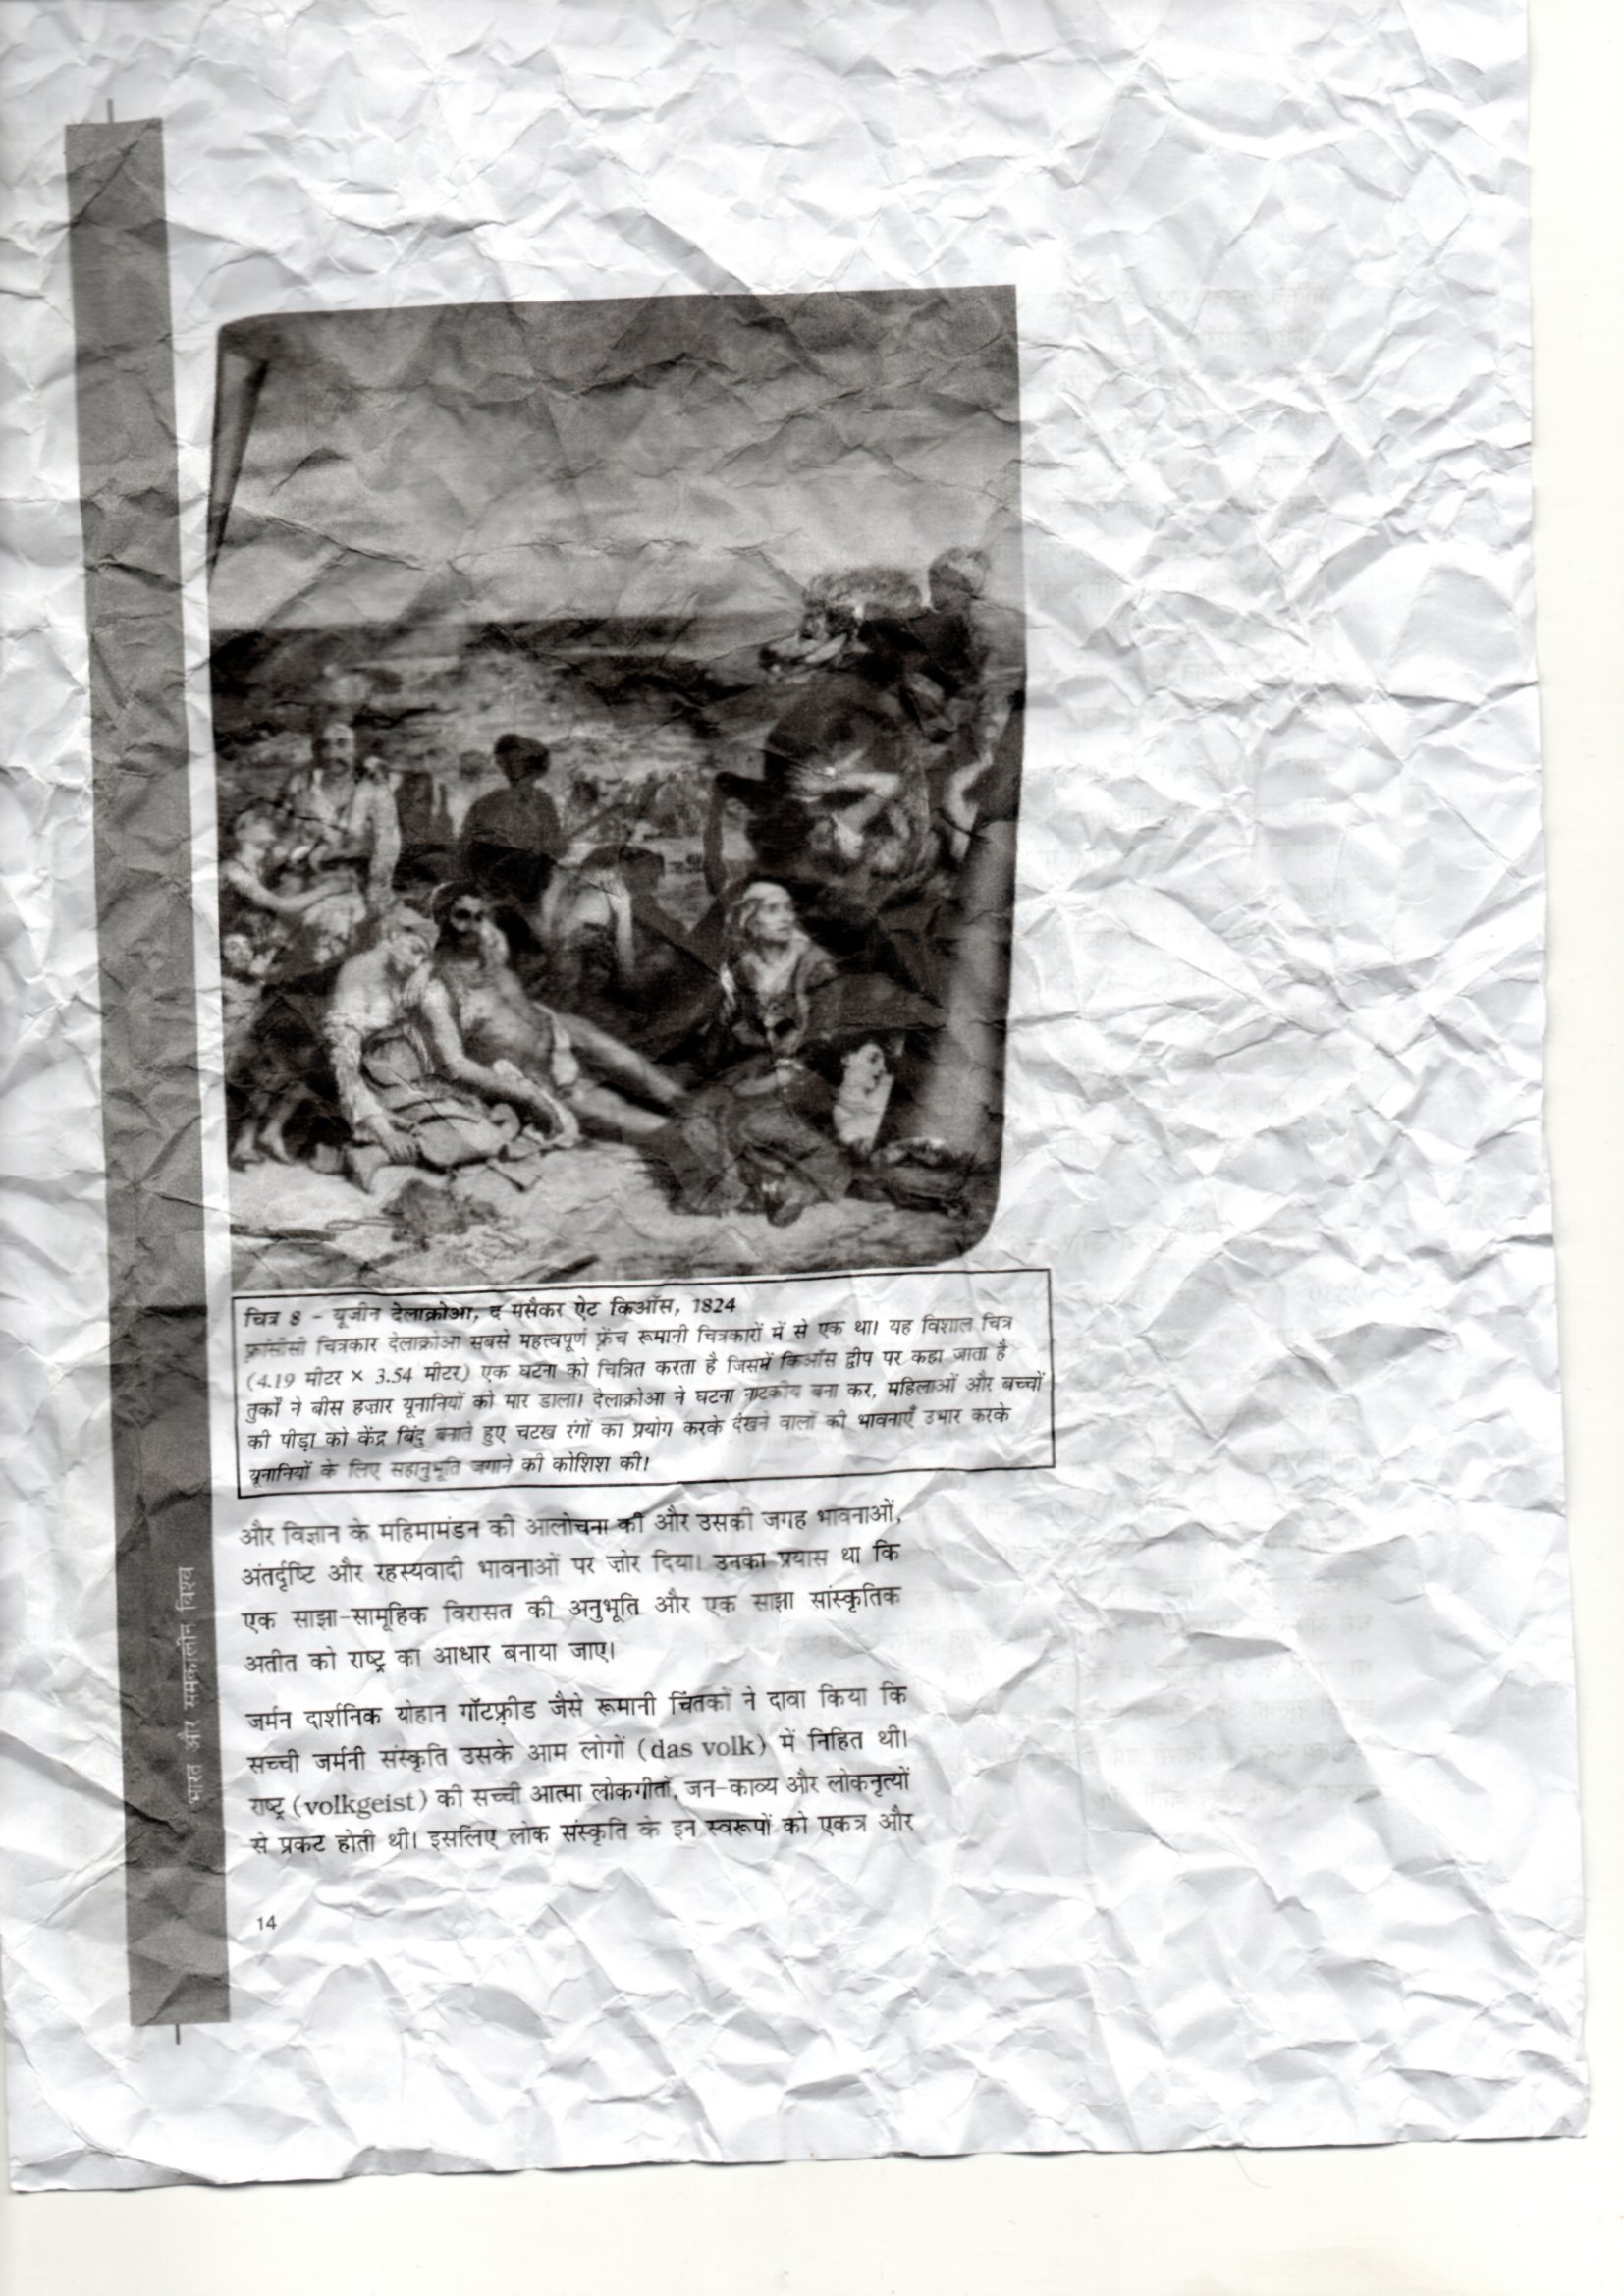 चित्र 8 – यूजीन देलाक्रोआ, द मसैकर ऐट किऑस, 1824
फ़्रांसीसी चित्रकार देलाक्रोआ सबसे महत्त्वपूर्ण फ़्रेंच रूमानी चित्रकारों में से एक था। यह विशाल चित्र
(4.19 मीटर × 3.54 मीटर) एक घटना को चित्रित करता है जिसमें किऑस द्वीप पर कहा जाता है
तुर्कों ने बीस हज़ार यूनानियों को मार डाला। देलाक्रोआ ने घटना नाटकीय बना कर, महिलाओं और बच्चों
की पीड़ा को केंद्र बिंदु बनाते हुए चटख रंगों का प्रयोग करके देखने वालों की भावनाएँ उभार करके
यूनानियों के लिए सहानुभूति जगाने की कोशिश की।
और विज्ञान के महिमामंडन की आलोचना की और उसकी जगह भावनाओं,
अंतर्दृष्टि और रहस्यवादी भावनाओं पर ज़ोर दिया। उनका प्रयास था कि
एक साझा-सामूहिक विरासत की अनुभूति और एक साझा सांस्कृतिक
अतीत को राष्ट्र का आधार बनाया जाए।
जर्मन दार्शनिक योहान गॉटफ़्रीड जैसे रूमानी चिंतकों ने दावा किया कि
सच्ची जर्मनी संस्कृति उसके आम लोगों (das volk) में निहित थी।
राष्ट्र (volkgeist) की सच्ची आत्मा लोकगीतों, जन-काव्य और लोकनृत्यों
से प्रकट होती थी। इसलिए लोक संस्कृति के इन स्वरूपों को एकत्र और
14
भारत और समकालीन विश्व